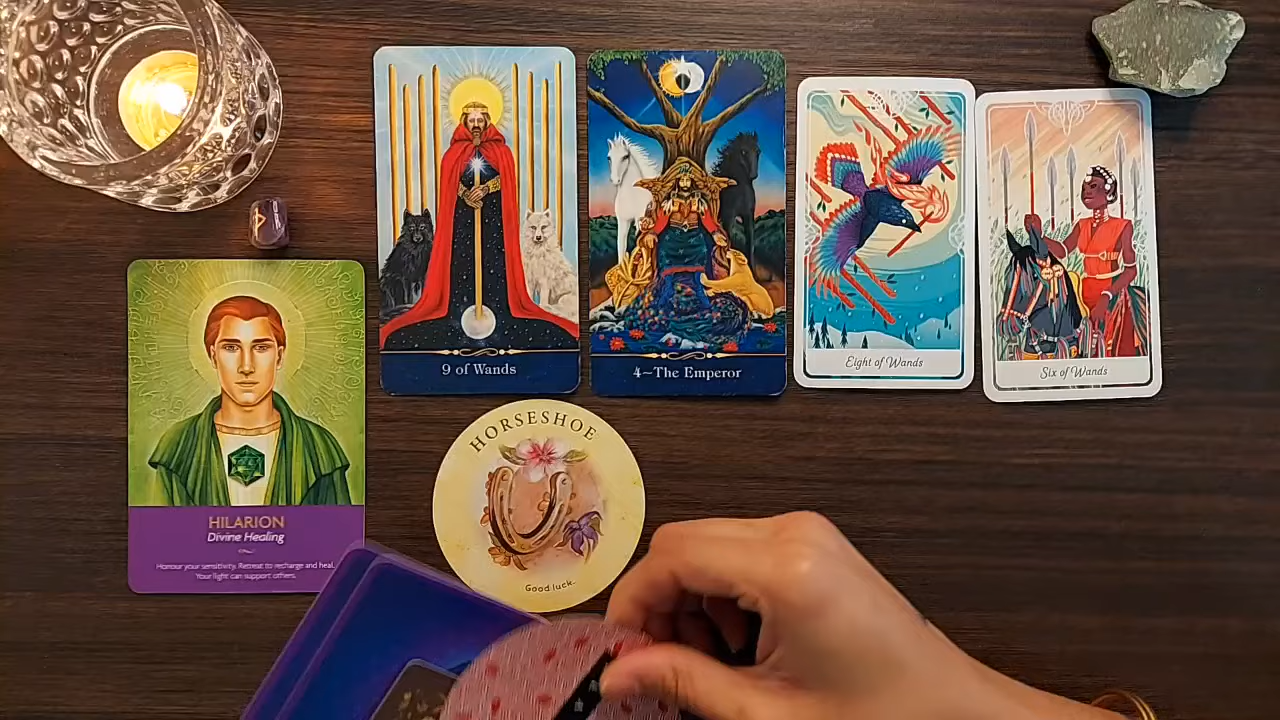 9 of Wands
4~The Emperor
Eight of Wands
Six of Wands
HILARION
Divine Healing
Honour your sensitivity. Retreat to recharge and heal.
Your light can support others.
HORSESHOE
Good luck.